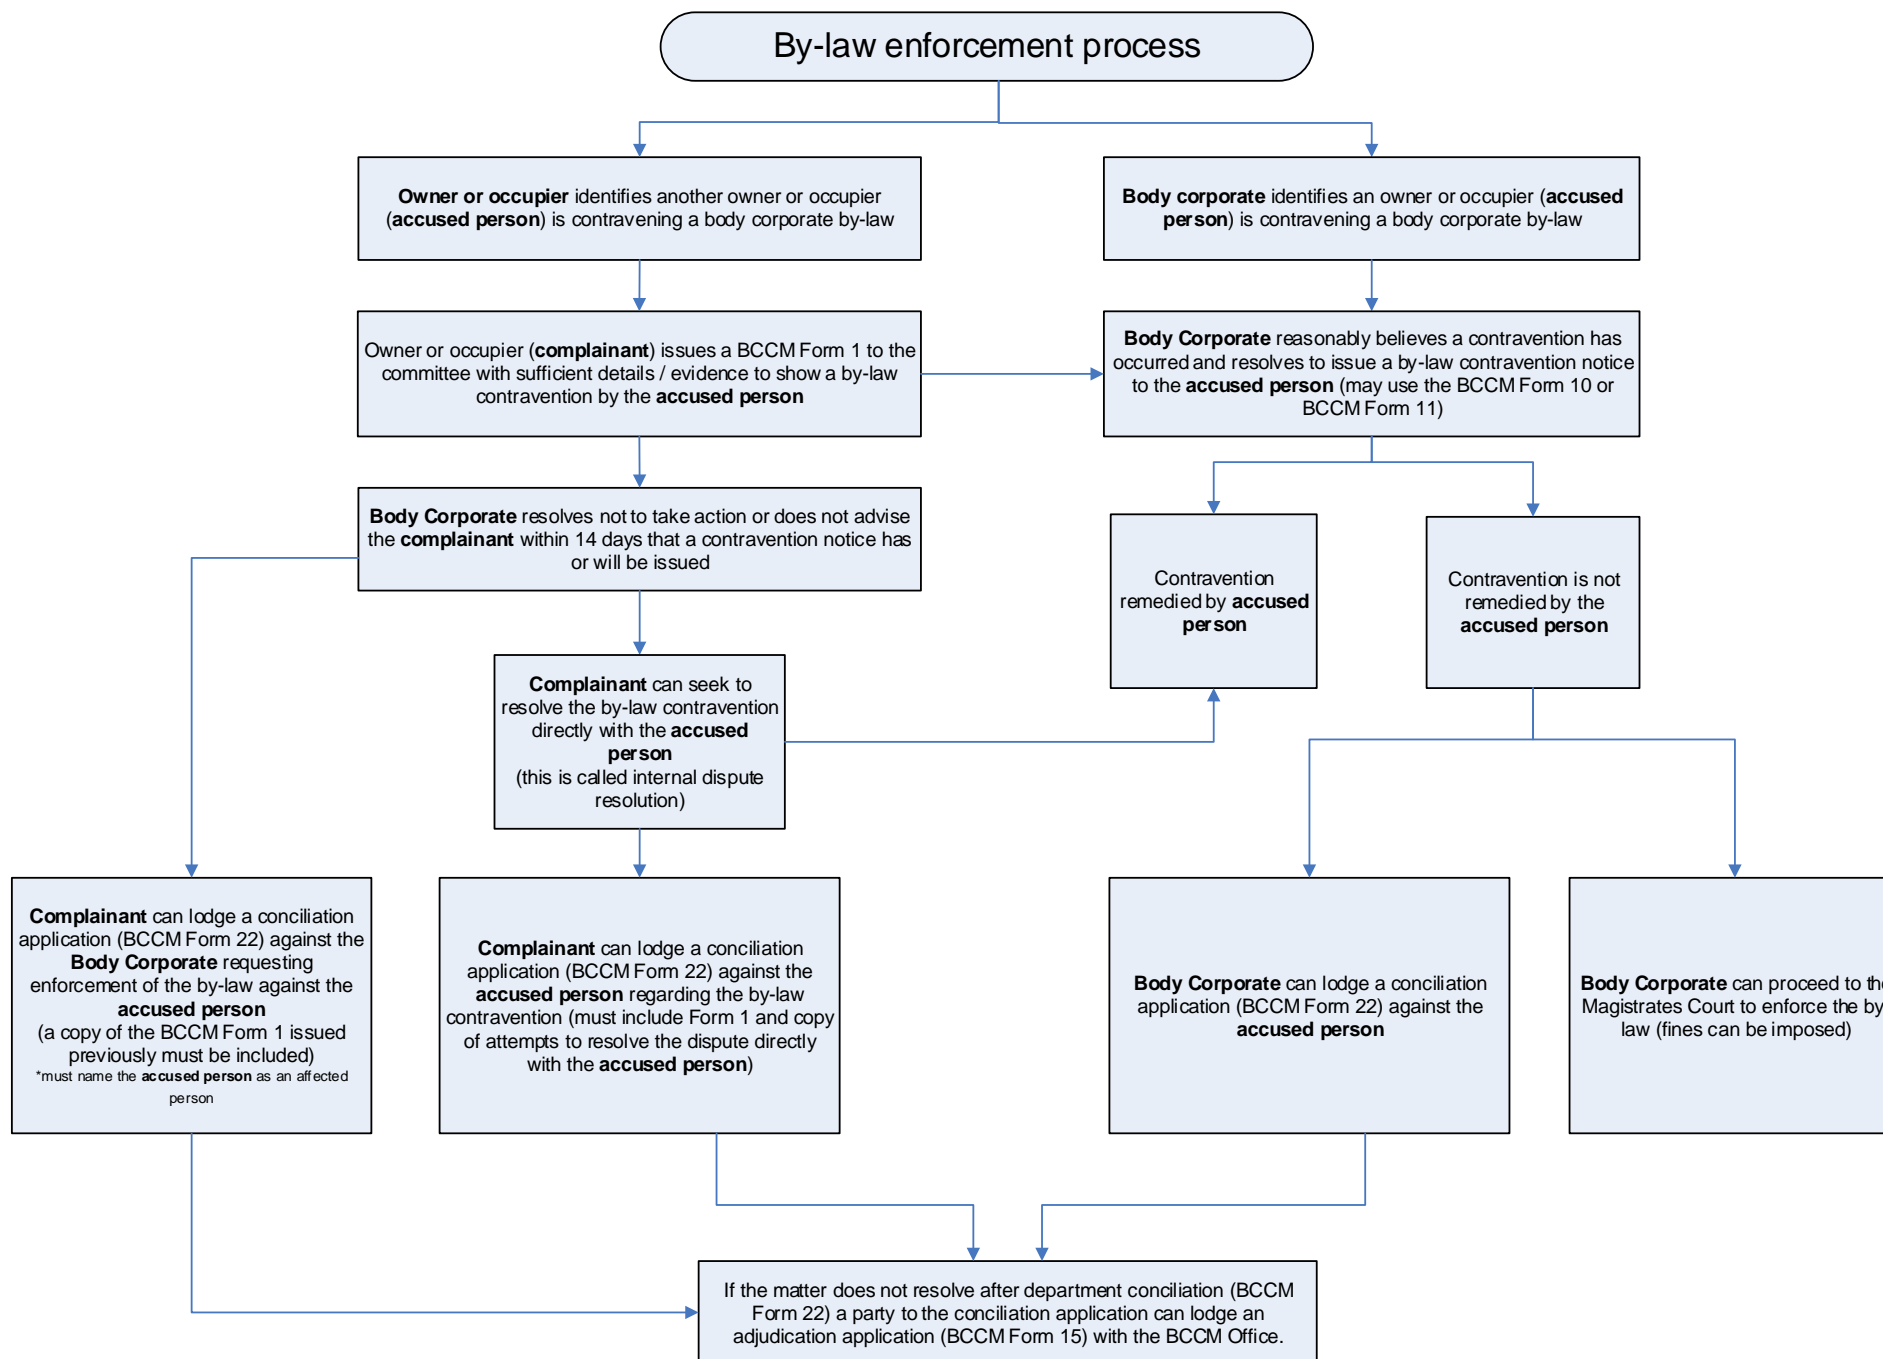 By-law enforcement process
Owner or occupier identifies another owner or occupier
(accused person) is contravening a body corporate by-law
Body corporate identifies an owner or occupier (accused
person) is contravening a body corporate by-law
Owner or occupier (complainant) issues a BCCM Form 1 to the
committee with sufficient details / evidence to show a by-law
contravention by the accused person
Body Corporate reasonably believes a contravention has
occurred and resolves to issue a by-law contravention notice
to the accused person (may use the BCCM Form 10 or
BCCM Form 11)
Body Corporate resolves not to take action or does not advise
the complainant within 14 days that a contravention notice has
or will be issued
Contravention
remedied by accused
person
Contravention is not
remedied by the
accused person
Complainant can seek to
resolve the by-law contravention
directly with the accused
person
(this is called internal dispute
resolution)
Complainant can lodge a conciliation
application (BCCM Form 22) against the
Body Corporate requesting
enforcement of the by-law against the
accused person
(a copy of the BCCM Form 1 issued
previously must be included)
*must name the accused person as an affected
person
Complainant can lodge a conciliation
application (BCCM Form 22) against the
accused person regarding the by-law
contravention (must include Form 1 and copy
of attempts to resolve the dispute directly
with the accused person)
Body Corporate can lodge a conciliation
application (BCCM Form 22) against the
accused person
Body Corporate can proceed to the
Magistrates Court to enforce the by-
law (fines can be imposed)
If the matter does not resolve after department conciliation (BCCM
Form 22) a party to the conciliation application can lodge an
adjudication application (BCCM Form 15) with the BCCM Office.